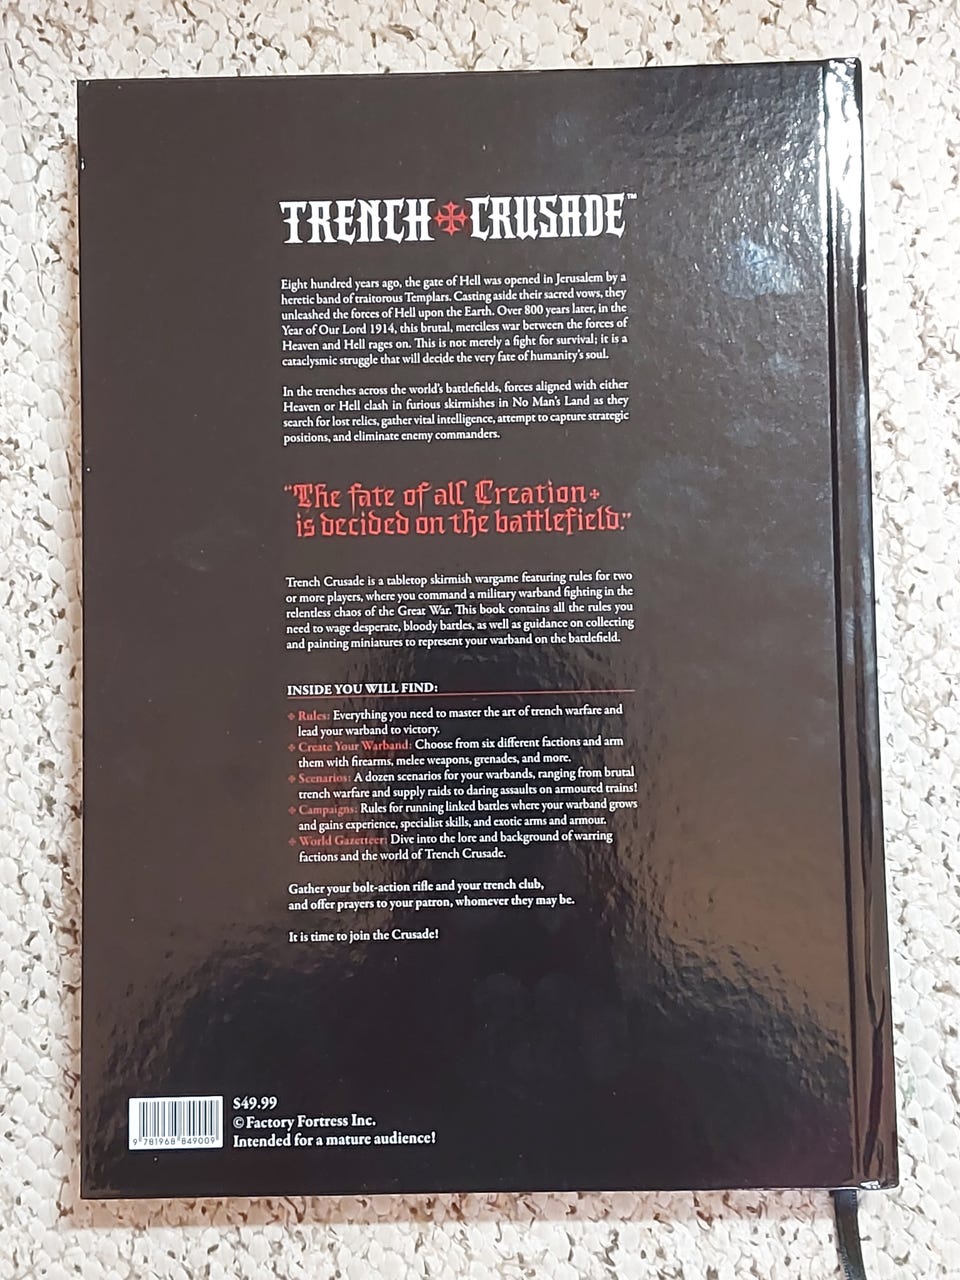 TRENCH CRUSADE™
Eight hundred years ago, the gate of Hell was opened in Jerusalem by a
heretic band of traitorous Templars. Casting aside their sacred vows, they
unleashed the forces of Hell upon the Earth. Over 800 years later, in the
Year of Our Lord 1914, this brutal, merciless war between the forces of
Heaven and Hell rages on. This is not merely a fight for survival; it is a
cataclysmic struggle that will decide the very fate of humanity's soul.
In the trenches across the world's battlefields, forces aligned with either
Heaven or Hell clash in furious skirmishes in No Man's Land as they
search for lost relics, gather vital intelligence, attempt to capture strategic
positions, and eliminate enemy commanders.
"The fate of all Creation
is decided on the battlefield."
Trench Crusade is a tabletop skirmish wargame featuring rules for two
or more players, where you command a military warband fighting in the
relentless chaos of the Great War. This book contains all the rules you
need to wage desperate, bloody battles, as well as guidance on collecting
and painting miniatures to represent your warband on the battlefield.
INSIDE YOU WILL FIND:
Rules: Everything you need to master the art of trench warfare and
lead your warband to victory.
Create Your Warband: Choose from six different factions and arm
them with firearms, melee weapons, grenades, and more.
Scenarios: A dozen scenarios for your warbands, ranging from brutal
trench warfare and supply raids to daring assaults on armoured trains!
Campaigns: Rules for running linked battles where your warband grows
and gains experience, specialist skills, and exotic arms and armour.
World Gazetteer: Dive into the lore and background of warring
factions and the world of Trench Crusade.
Gather your bolt-action rifle and your trench club,
and offer prayers to your patron, whomever they may be.
It is time to join the Crusade!
$49.99
© Factory Fortress Inc.
Intended for a mature audience!
9 781968 849009